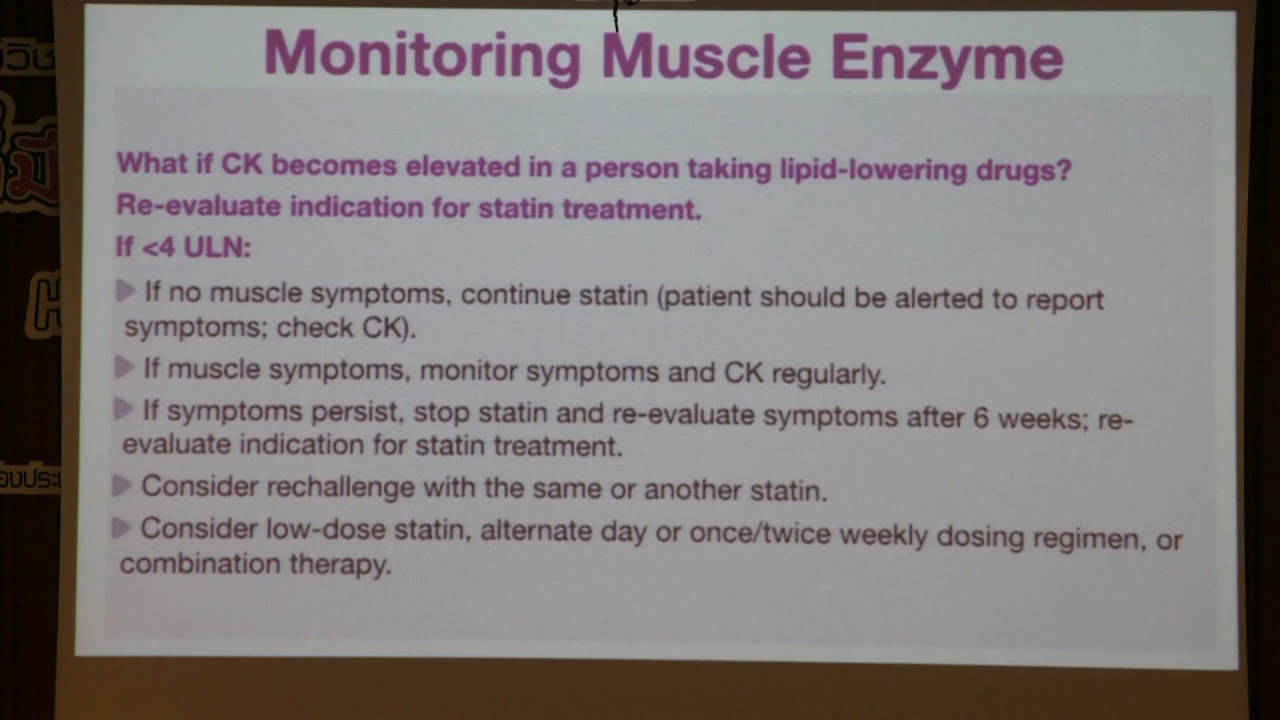 Monitoring Muscle Enzyme
What if CK becomes elevated in a person taking lipid-lowering drugs?
Re-evaluate indication for statin treatment.
If <4 ULN:
If no muscle symptoms, continue statin (patient should be alerted to report
symptoms; check CK).
If muscle symptoms, monitor symptoms and CK regularly.
If symptoms persist, stop statin and re-evaluate symptoms after 6 weeks; re-
evaluate indication for statin treatment.
Consider rechallenge with the same or another statin.
Consider low-dose statin, alternate day or once/twice weekly dosing regimen, or
combination therapy.